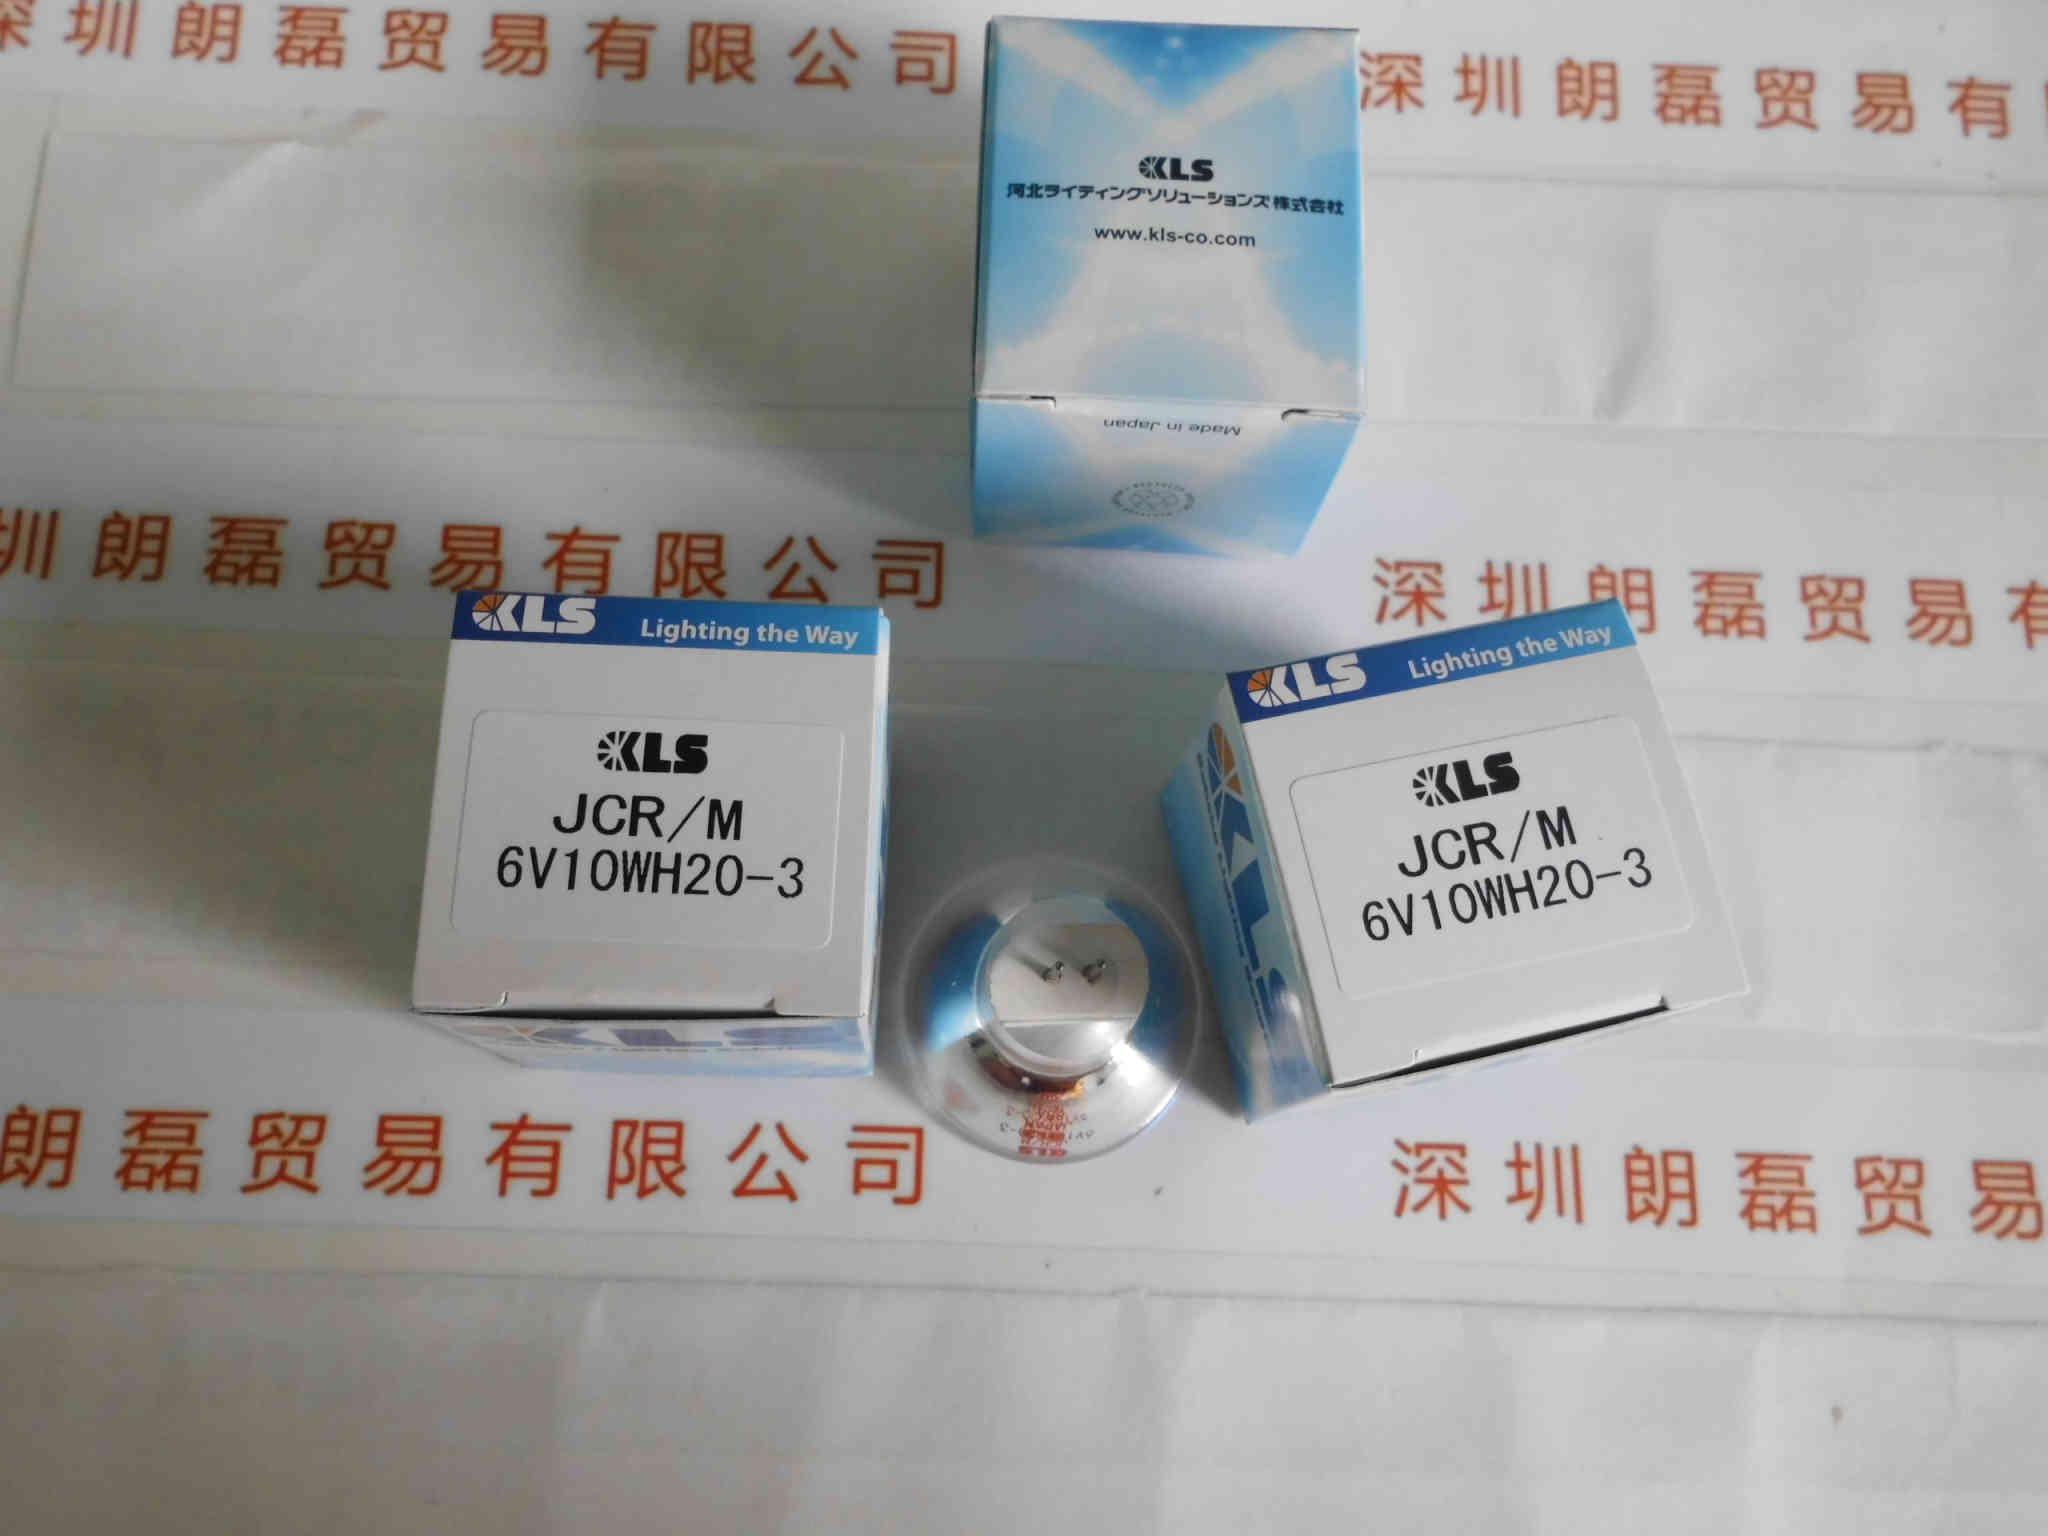 深圳朗磊贸易有限公司
深圳朗磊贸易有
KLS
河北ライティングソリューションズ株式会社
www.kls-co.com
Made in Japan
圳朗磊贸易有限公司
深圳朗磊贸易有
KLS Lighting the Way
KLS
JCR/M
6V10WH20-3
KLS
KLS Lighting the Way
KLS
JCR/M
6V10WH20-3
KLS
KLS
朗磊贸易有限公司
深圳朗磊贸易